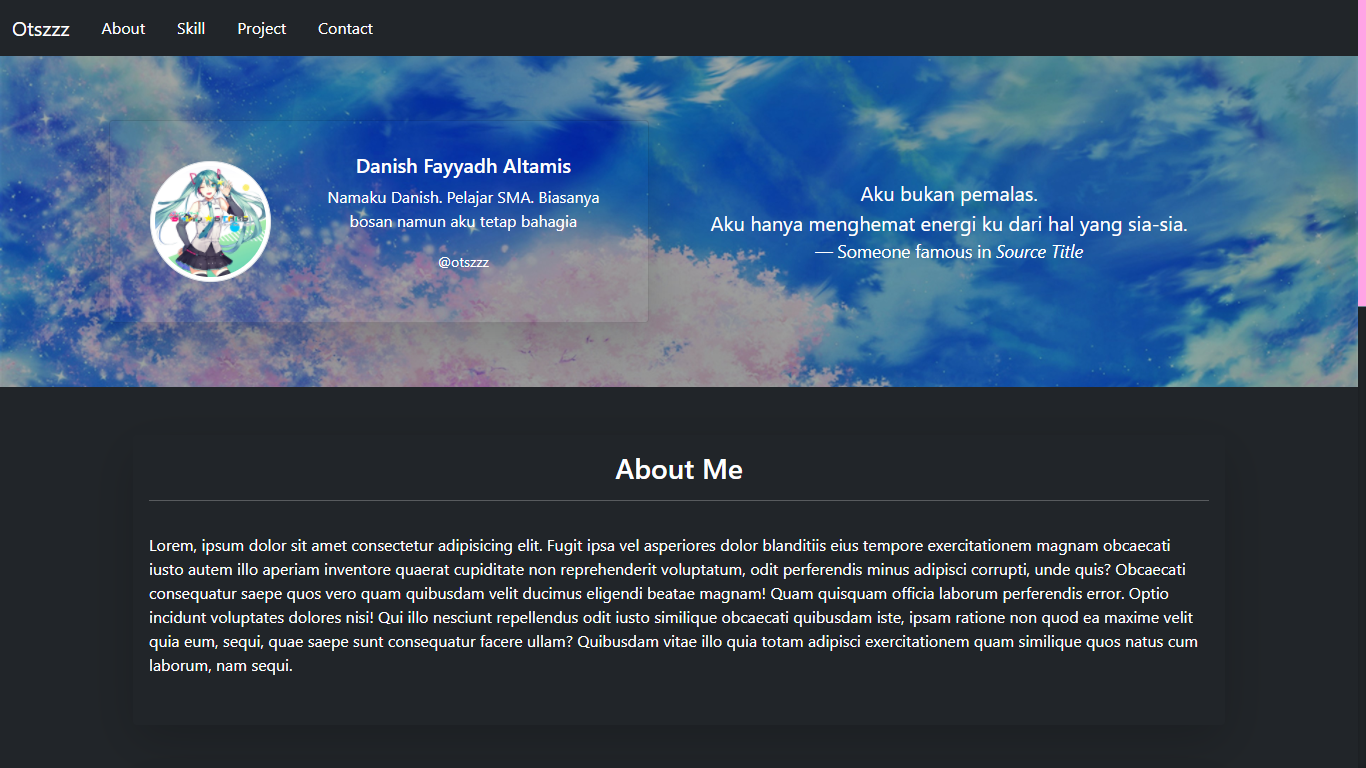 Otszzz About Skill Project Contact
Danish Fayyadh Altamis
Namaku Danish. Pelajar SMA. Biasanya
bosan namun aku tetap bahagia
@otszzz
Aku bukan pemalas.
Aku hanya menghemat energi ku dari hal yang sia-sia.
— Someone famous in Source Title
About Me
Lorem, ipsum dolor sit amet consectetur adipisicing elit. Fugit ipsa vel asperiores dolor blanditiis eius tempore exercitationem magnam obcaecati
iusto autem illo aperiam inventore quaerat cupiditate non reprehenderit voluptatum, odit perferendis minus adipisci corrupti, unde quis? Obcaecati
consequatur saepe quos vero quam quibusdam velit ducimus eligendi beatae magnam! Quam quisquam officia laborum perferendis error. Optio
incidunt voluptates dolores nisi! Qui illo nesciunt repellendus odit iusto similique obcaecati quibusdam iste, ipsam ratione non quod ea maxime velit
quia eum, sequi, quae saepe sunt consequatur facere ullam? Quibusdam vitae illo quia totam adipisci exercitationem quam similique quos natus cum
laborum, nam sequi.